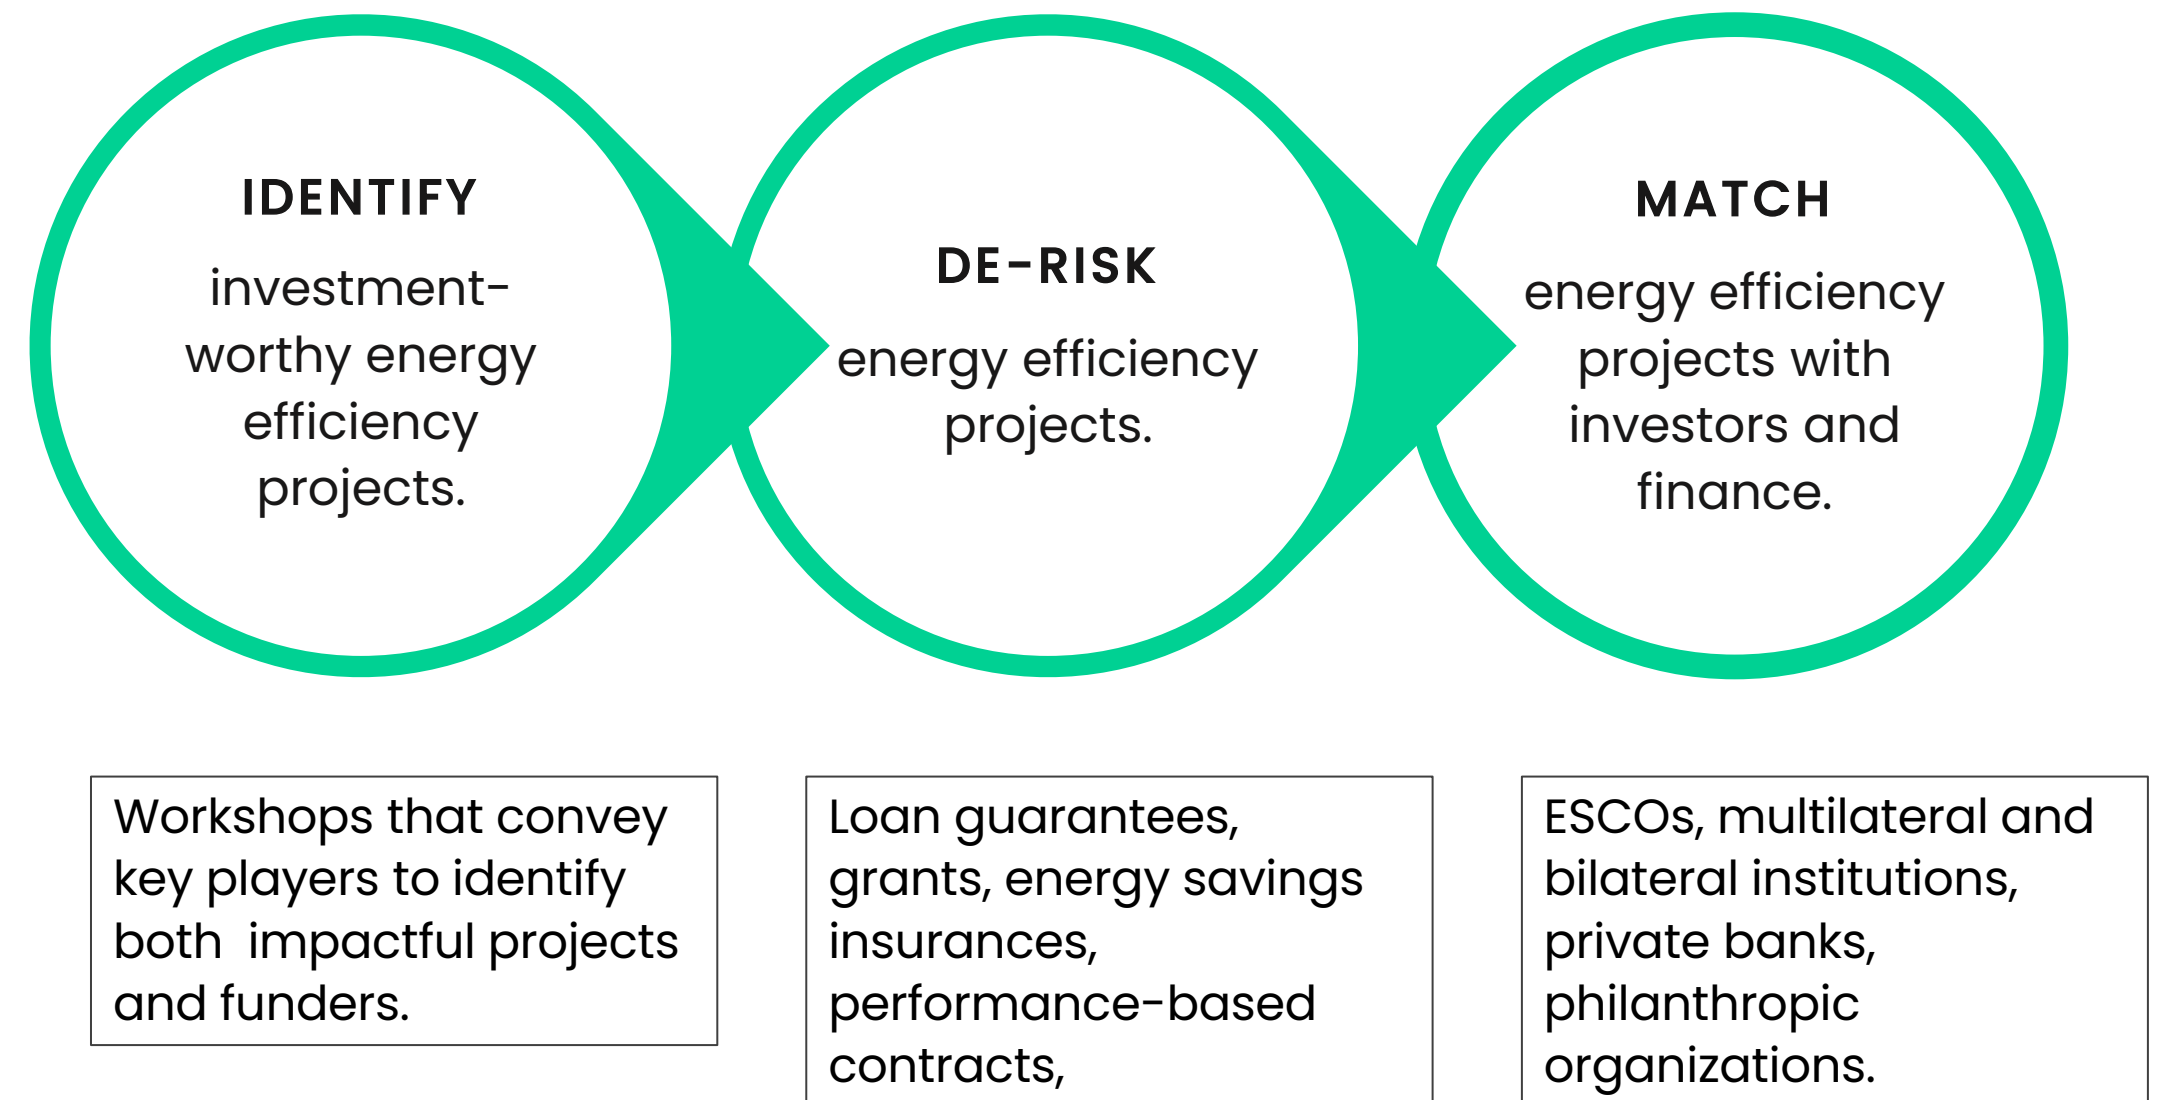 IDENTIFY
investment-
worthy energy
efficiency
projects.
DE-RISK
energy efficiency
projects.
MATCH
energy efficiency
projects with
investors and
finance.
Workshops that convey
key players to identify
both  impactful projects
and funders.
Loan guarantees,
grants, energy savings
insurances,
performance-based
contracts,
ESCOs, multilateral and
bilateral institutions,
private banks,
philanthropic
organizations.